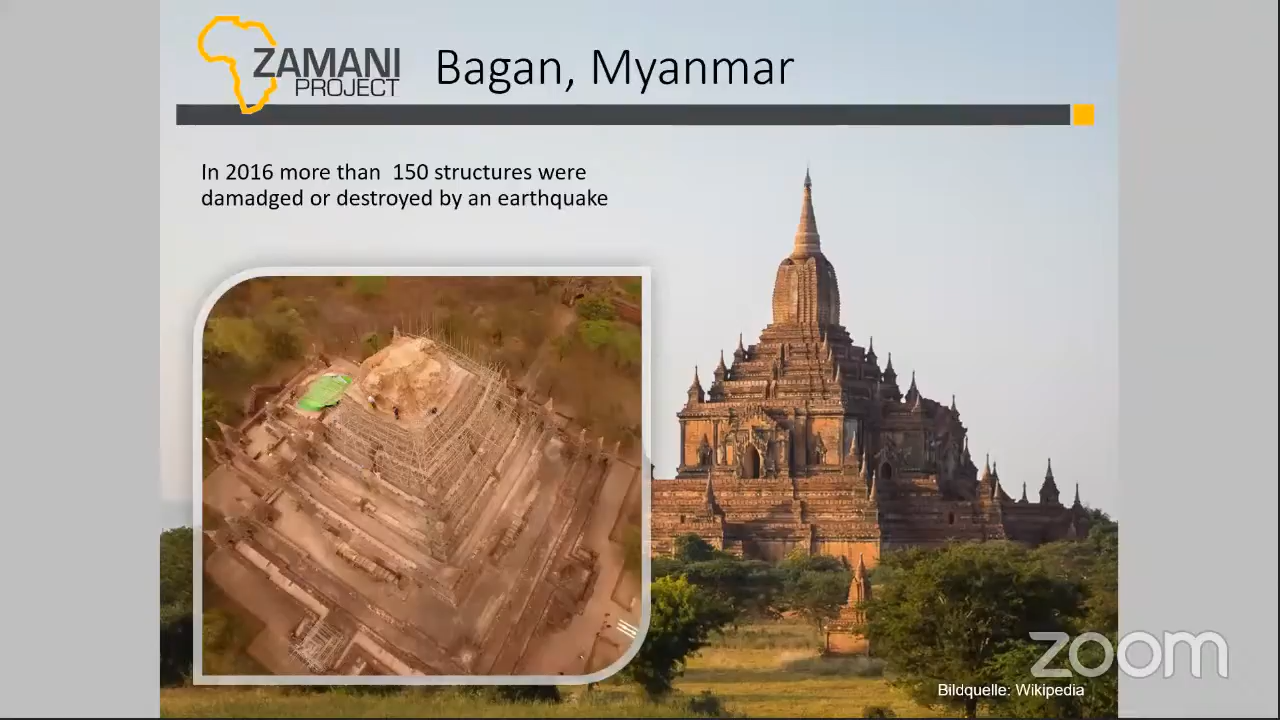 ZAMANI
PROJECT
Bagan, Myanmar
In 2016 more than  150 structures were
damadged or destroyed by an earthquake
zoom
Bildquelle: Wikipedia